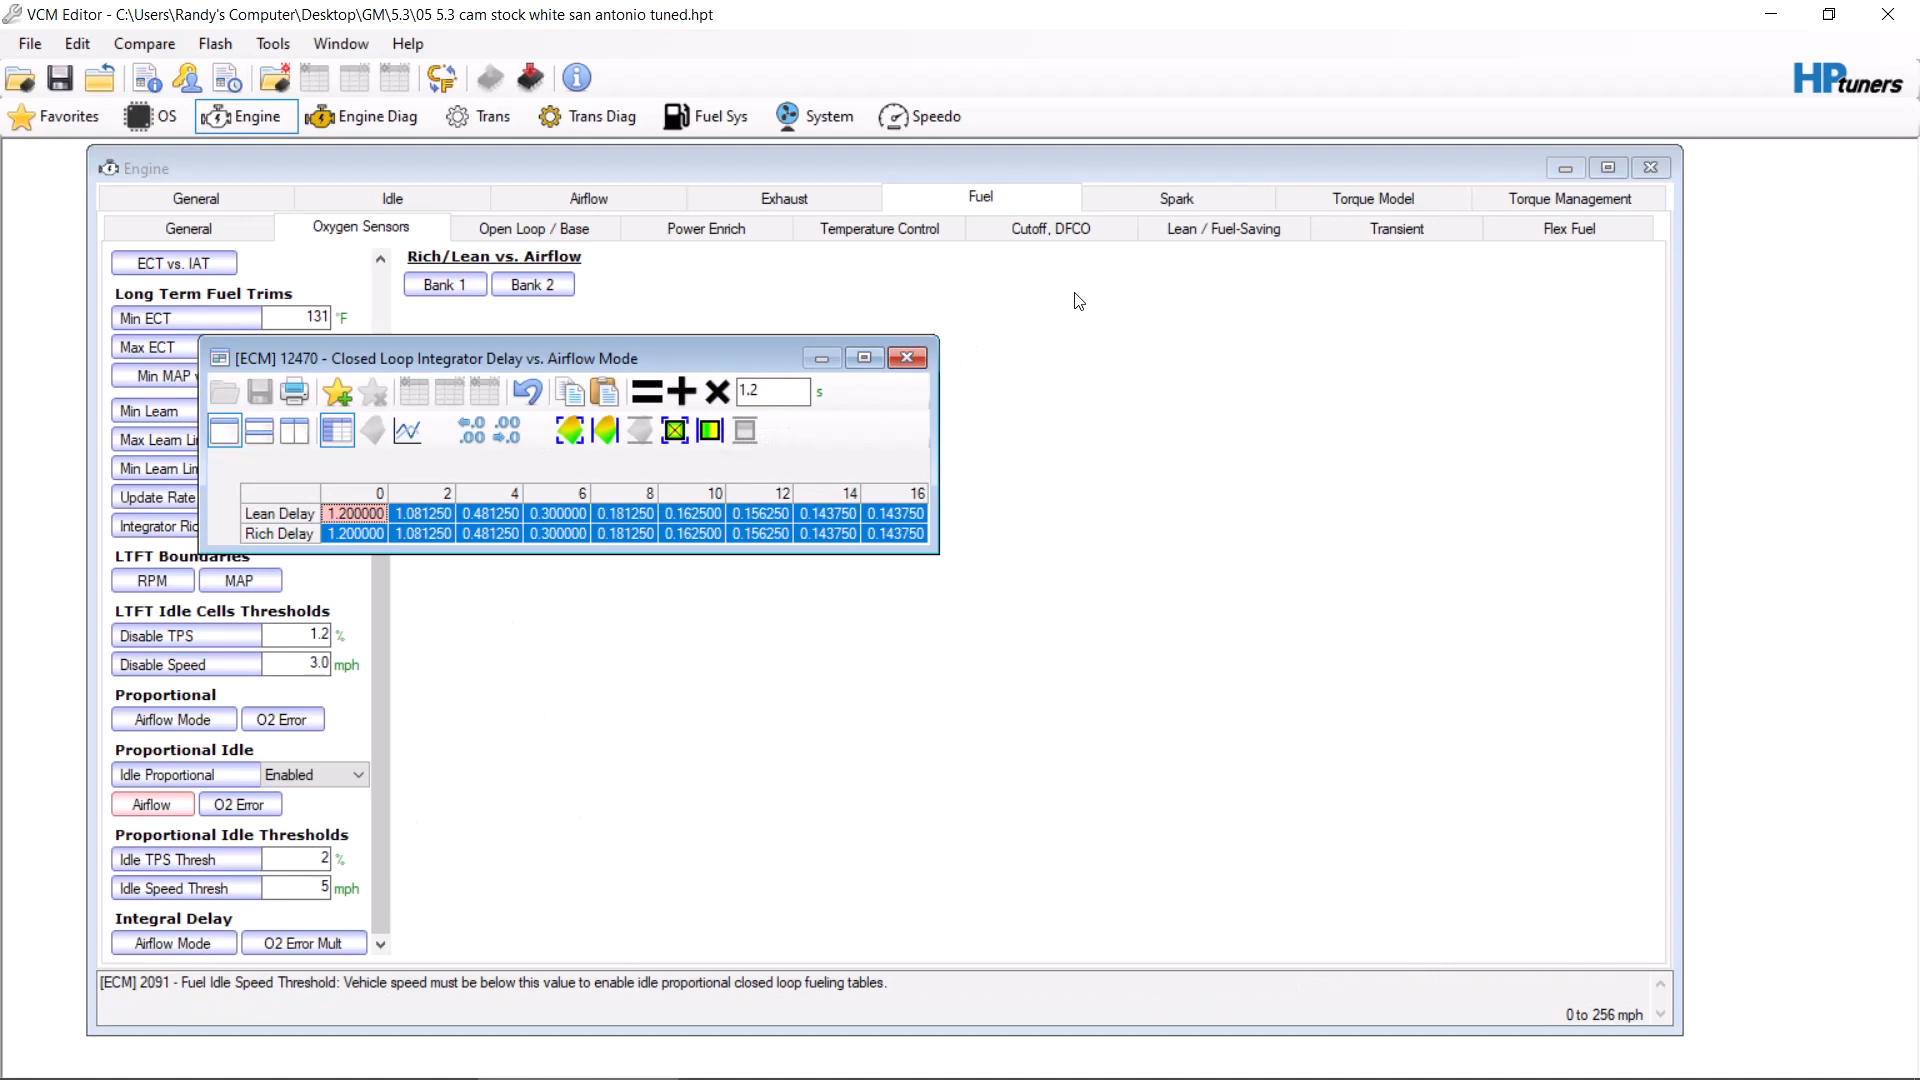 VCM Editor - C:\Users\Randy's Computer\Desktop\GM\5.3\05 5.3 cam stock white san antonio tuned.hpt
File Edit Compare Flash Tools Window Help
HPtuners
Favorites OS Engine Engine Diag Trans Trans Diag Fuel Sys System Speedo
Engine
General Idle Airflow Exhaust Fuel Spark Torque Model Torque Management
General Oxygen Sensors Open Loop / Base Power Enrich Temperature Control Cutoff, DFCO Lean / Fuel-Saving Transient Flex Fuel
ECT vs. IAT
Rich/Lean vs. Airflow
Bank 1 Bank 2
Long Term Fuel Trims
Min ECT 131 °F
Max ECT
Min MAP
Min Learn
Max Learn
Min Learn
Update Rate
Integrator
[ECM] 12470 - Closed Loop Integrator Delay vs. Airflow Mode
1.2 s
0 2 4 6 8 10 12 14 16
Lean Delay 1.200000 1.081250 0.481250 0.300000 0.181250 0.162500 0.156250 0.143750 0.143750
Rich Delay 1.200000 1.081250 0.481250 0.300000 0.181250 0.162500 0.156250 0.143750 0.143750
LTFT Boundaries
RPM MAP
LTFT Idle Cells Thresholds
Disable TPS 1.2 %
Disable Speed 3.0 mph
Proportional
Airflow Mode O2 Error
Proportional Idle
Idle Proportional Enabled
Airflow O2 Error
Proportional Idle Thresholds
Idle TPS Thresh 2 %
Idle Speed Thresh 5 mph
Integral Delay
Airflow Mode O2 Error Mult
[ECM] 2091 - Fuel Idle Speed Threshold: Vehicle speed must be below this value to enable idle proportional closed loop fueling tables.
0 to 256 mph